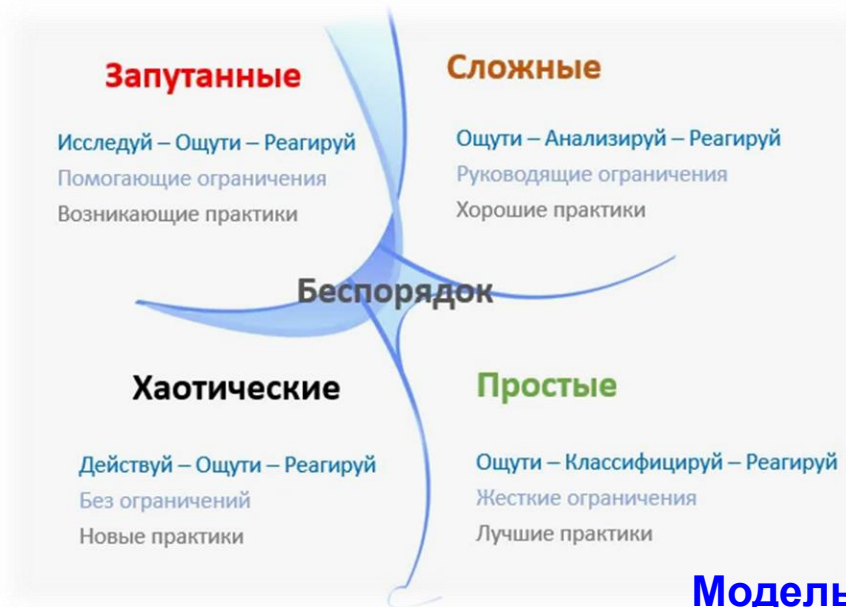 Запутанные
Исследуй – Ощути – Реагируй
Помогающие ограничения
Возникающие практики
Сложные
Ощути – Анализируй – Реагируй
Руководящие ограничения
Хорошие практики
Беспорядок
Хаотические
Действуй – Ощути – Реагируй
Без ограничений
Новые практики
Простые
Ощути – Классифицируй – Реагируй
Жесткие ограничения
Лучшие практики
Модель